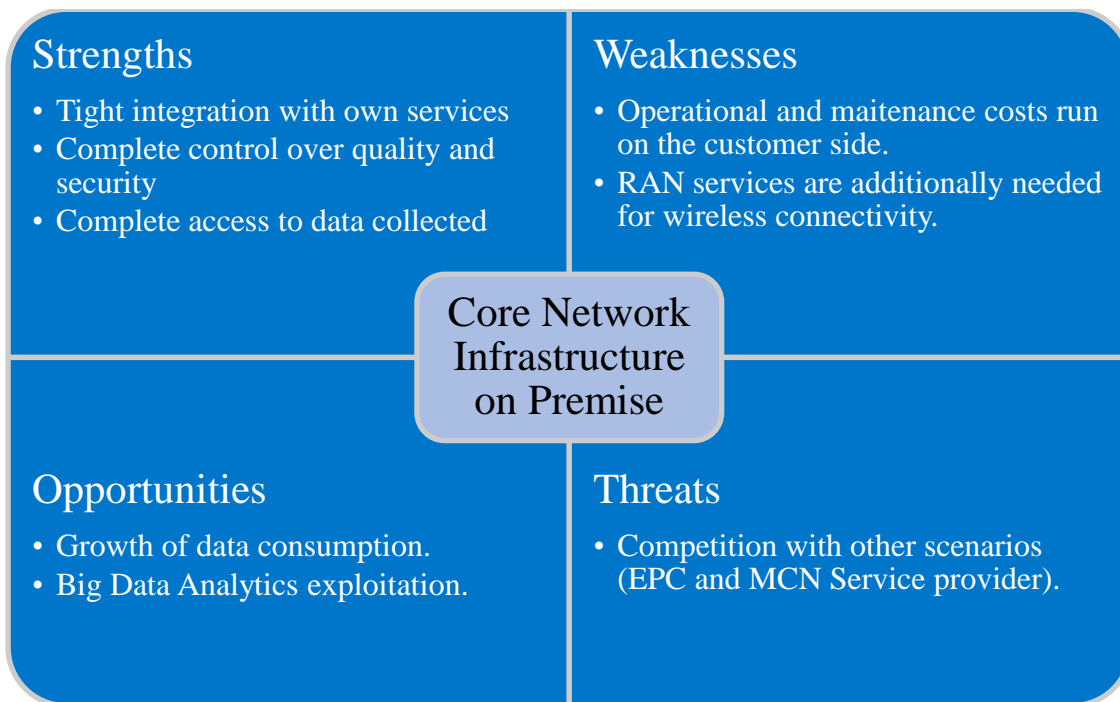 Strengths
• Tight integration with own services
• Complete control over quality and
security
• Complete access to data collected
Weaknesses
• Operational and maitenance costs run
on the customer side.
• RAN services are additionally needed
for wireless connectivity.
Core Network
Infrastructure
on Premise
Opportunities
• Growth of data consumption.
• Big Data Analytics exploitation.
Threats
• Competition with other scenarios
(EPC and MCN Service provider).